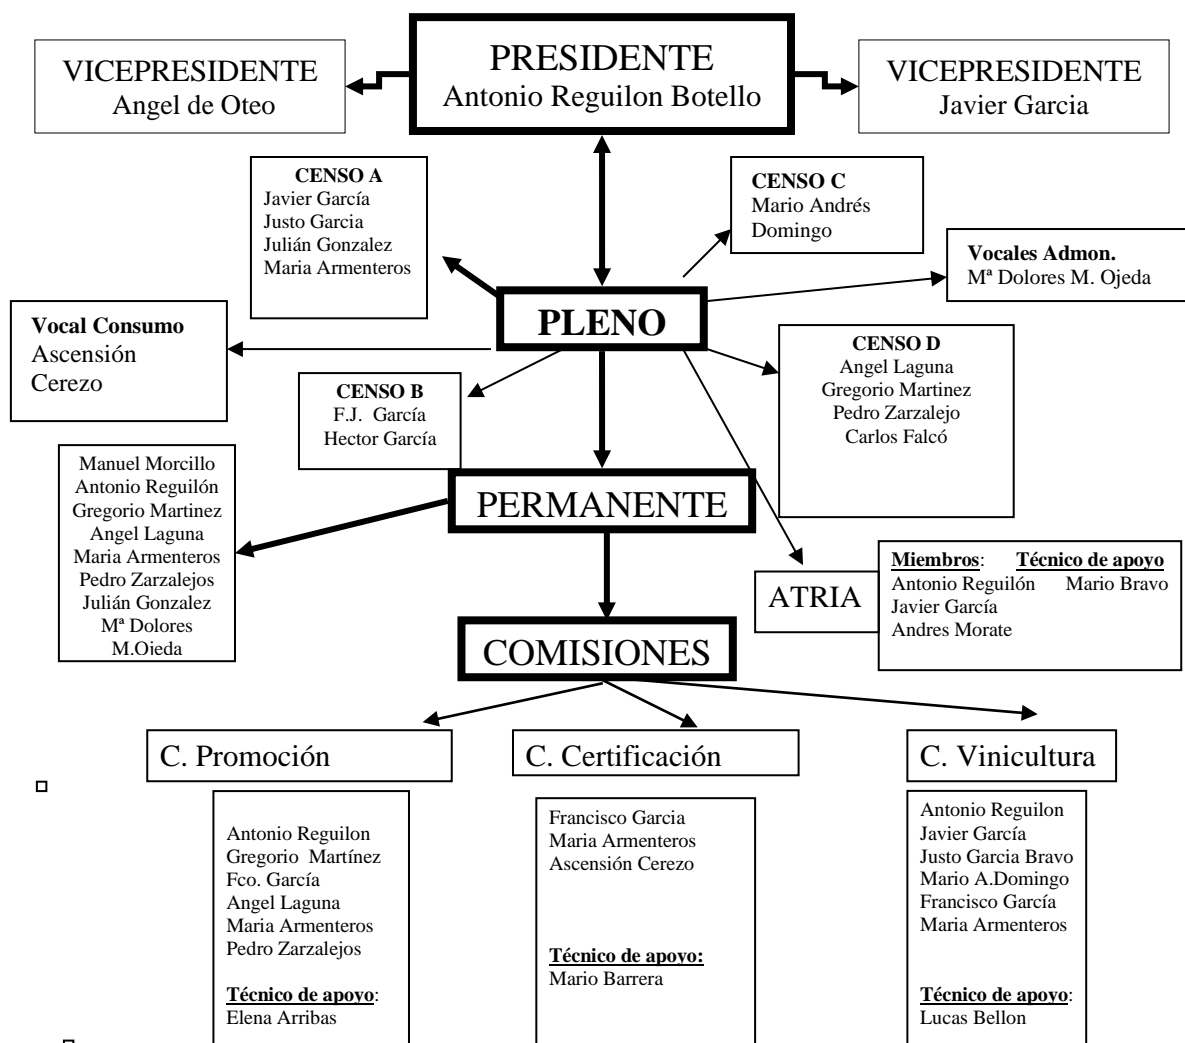 PRESIDENTE
Antonio Reguilon Botello
VICEPRESIDENTE
Angel de Oteo
VICEPRESIDENTE
Javier Garcia
CENSO A
Javier García
Justo Garcia
Julián Gonzalez
Maria Armenteros
CENSO C
Mario Andrés
Domingo
Vocales Admon.
Mª Dolores M. Ojeda
PLENO
Vocal Consumo
Ascensión
Cerezo
CENSO B
F.J. García
Hector García
CENSO D
Angel Laguna
Gregorio Martinez
Pedro Zarzalejo
Carlos Falcó
Manuel Morcillo
Antonio Reguilón
Gregorio Martinez
Angel Laguna
Maria Armenteros
Pedro Zarzalejos
Julián Gonzalez
Mª Dolores
M.Ojeda
PERMANENTE
ATRIA
Miembros: Técnico de apoyo
Antonio Reguilón Mario Bravo
Javier García
Andres Morate
COMISIONES
C. Promoción
Antonio Reguilon
Gregorio Martínez
Fco. García
Angel Laguna
Maria Armenteros
Pedro Zarzalejos
Técnico de apoyo:
Elena Arribas
C. Certificación
Francisco Garcia
Maria Armenteros
Ascensión Cerezo
Técnico de apoyo:
Mario Barrera
C. Vinicultura
Antonio Reguilon
Javier García
Justo Garcia Bravo
Mario A.Domingo
Francisco García
Maria Armenteros
Técnico de apoyo:
Lucas Bellon